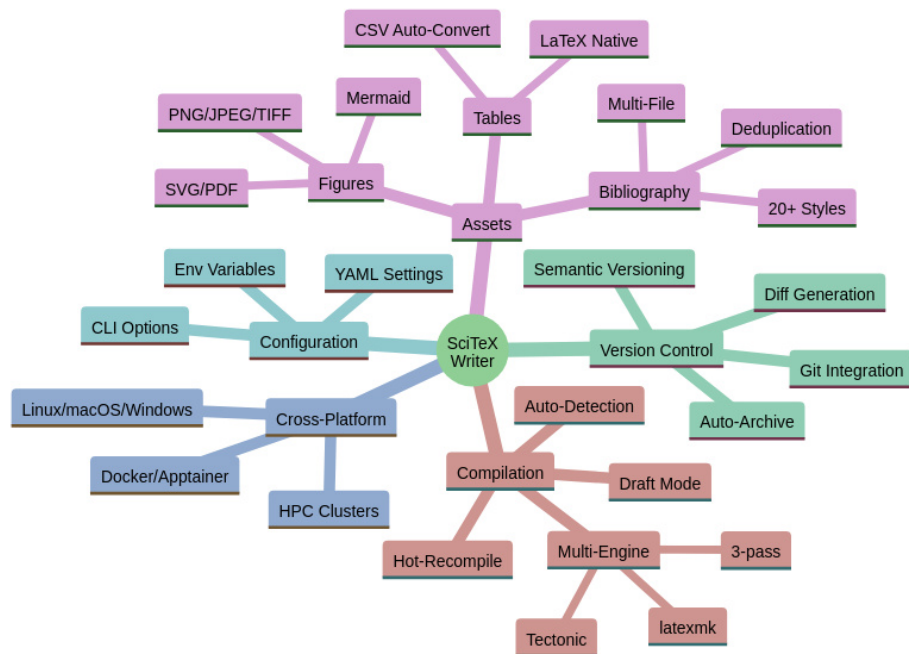 CSV Auto-Convert
LaTeX Native
Mermaid
PNG/JPEG/TIFF
Tables
Multi-File
Deduplication
SVG/PDF
Figures
Bibliography
20+ Styles
Assets
Env Variables
YAML Settings
Semantic Versioning
Diff Generation
CLI Options
Configuration
SciTeX
Writer
Version Control
Git Integration
Linux/macOS/Windows
Cross-Platform
Auto-Detection
Auto-Archive
Docker/Apptainer
Compilation
Draft Mode
HPC Clusters
Hot-Recompile
Multi-Engine
3-pass
Tectonic
latexmk